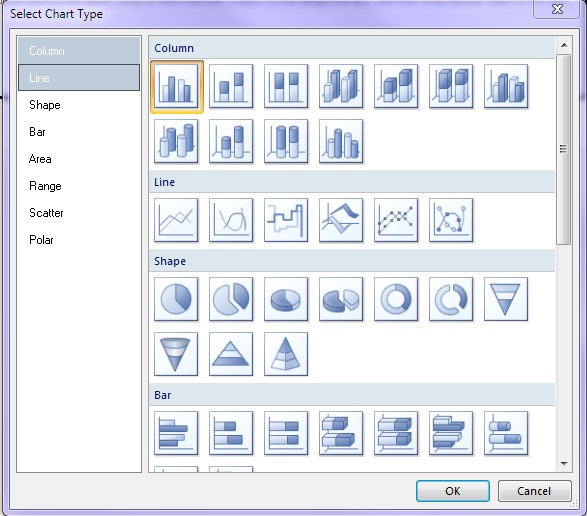 Select Chart Type
Column
Line
Shape
Bar
Area
Range
Scatter
Polar
Column
Line
Shape
Bar
OK
Cancel